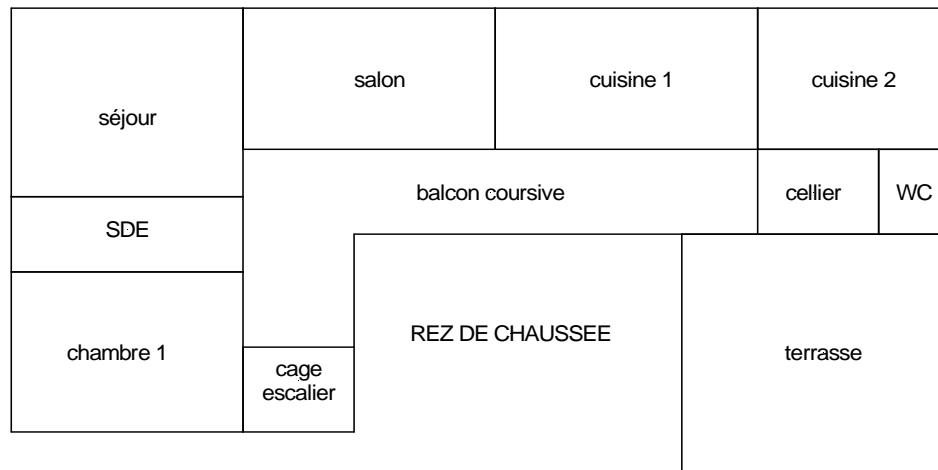 salon
cuisine 1
cuisine 2
séjour
balcon coursive
cellier
WC
SDE
REZ DE CHAUSSEE
chambre 1
terrasse
cage
escalier